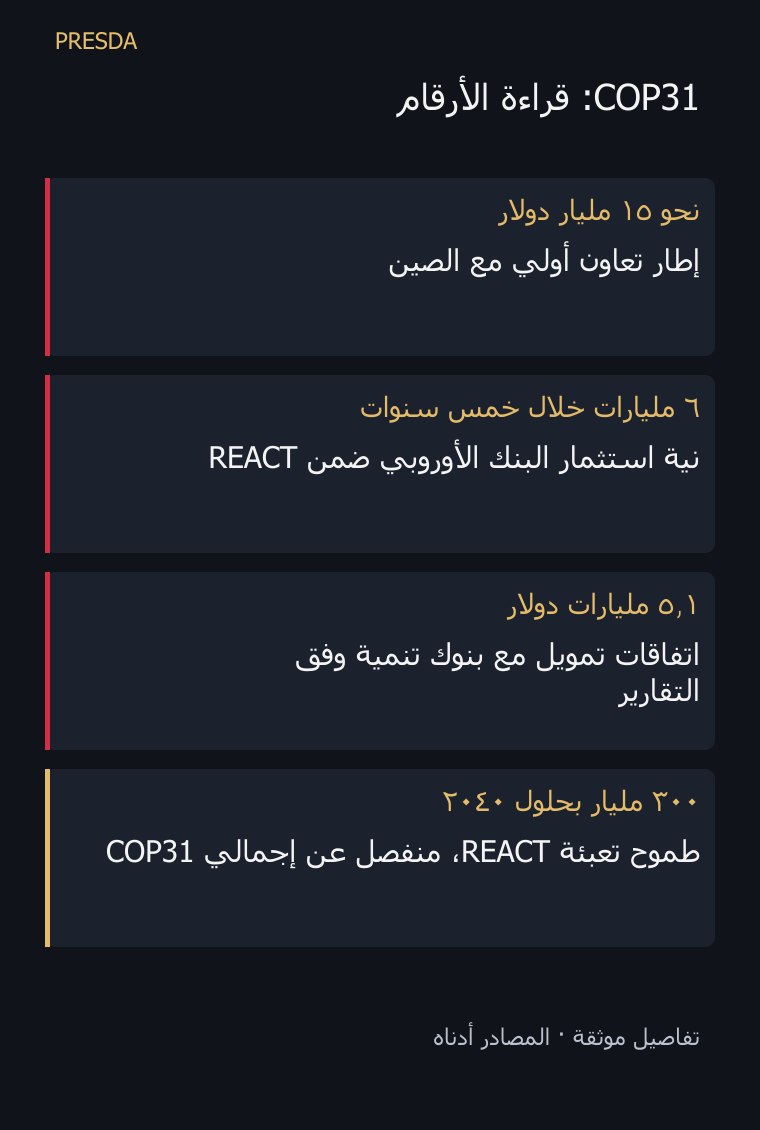 PRESDA
COP31: قراءة الأرقام
نحو ١٥ مليار دولار
إطار تعاون أولي مع الصين
٦ مليارات خلال خمس سنوات
نية استثمار البنك الأوروبي ضمن REACT
٥,١ مليارات دولار
اتفاقات تمويل مع بنوك تنمية وفق
التقارير
٣٠٠ مليار بحلول ٢٠٤٠
طموح تعبئة REACT، منفصل عن إجمالي COP31
تفاصيل موثقة · المصادر أدناه